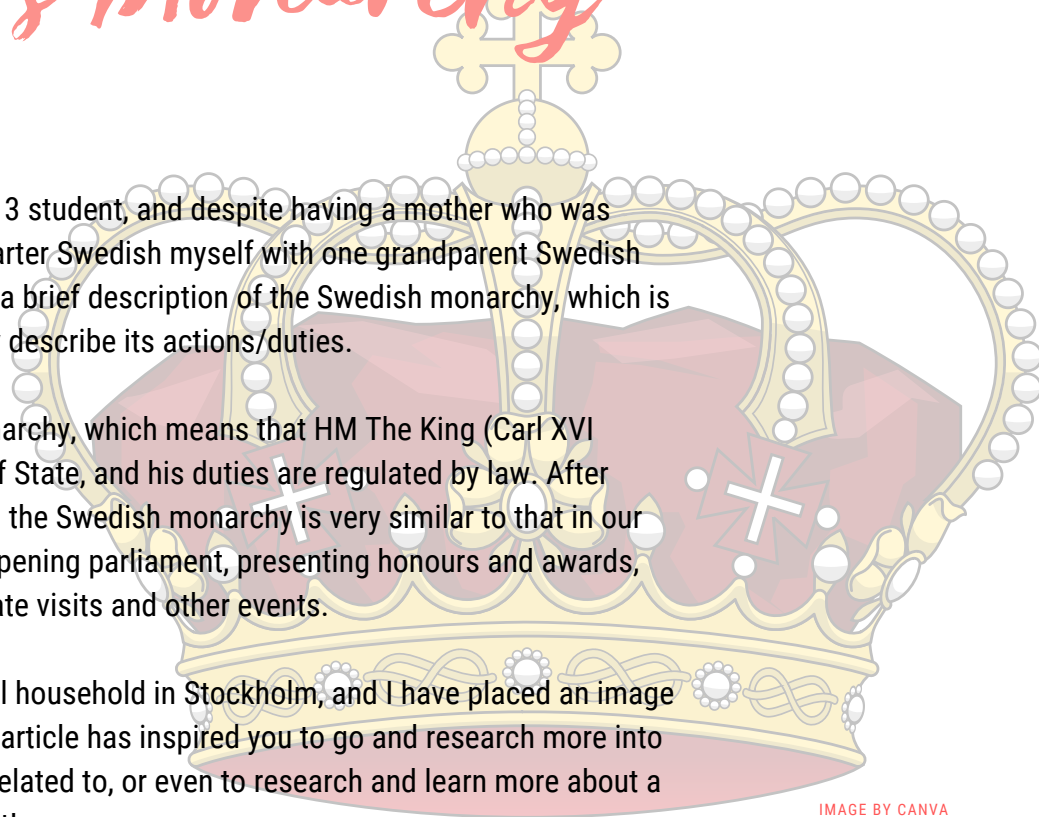 's Monarchy
3 student, and despite having a mother who was
arter Swedish myself with one grandparent Swedish
a brief description of the Swedish monarchy, which is
describe its actions/duties.
archy, which means that HM The King (Carl XVI
f State, and his duties are regulated by law. After
the Swedish monarchy is very similar to that in our
pening parliament, presenting honours and awards,
ate visits and other events.
l household in Stockholm, and I have placed an image
article has inspired you to go and research more into
elated to, or even to research and learn more about a
IMAGE BY CANVA